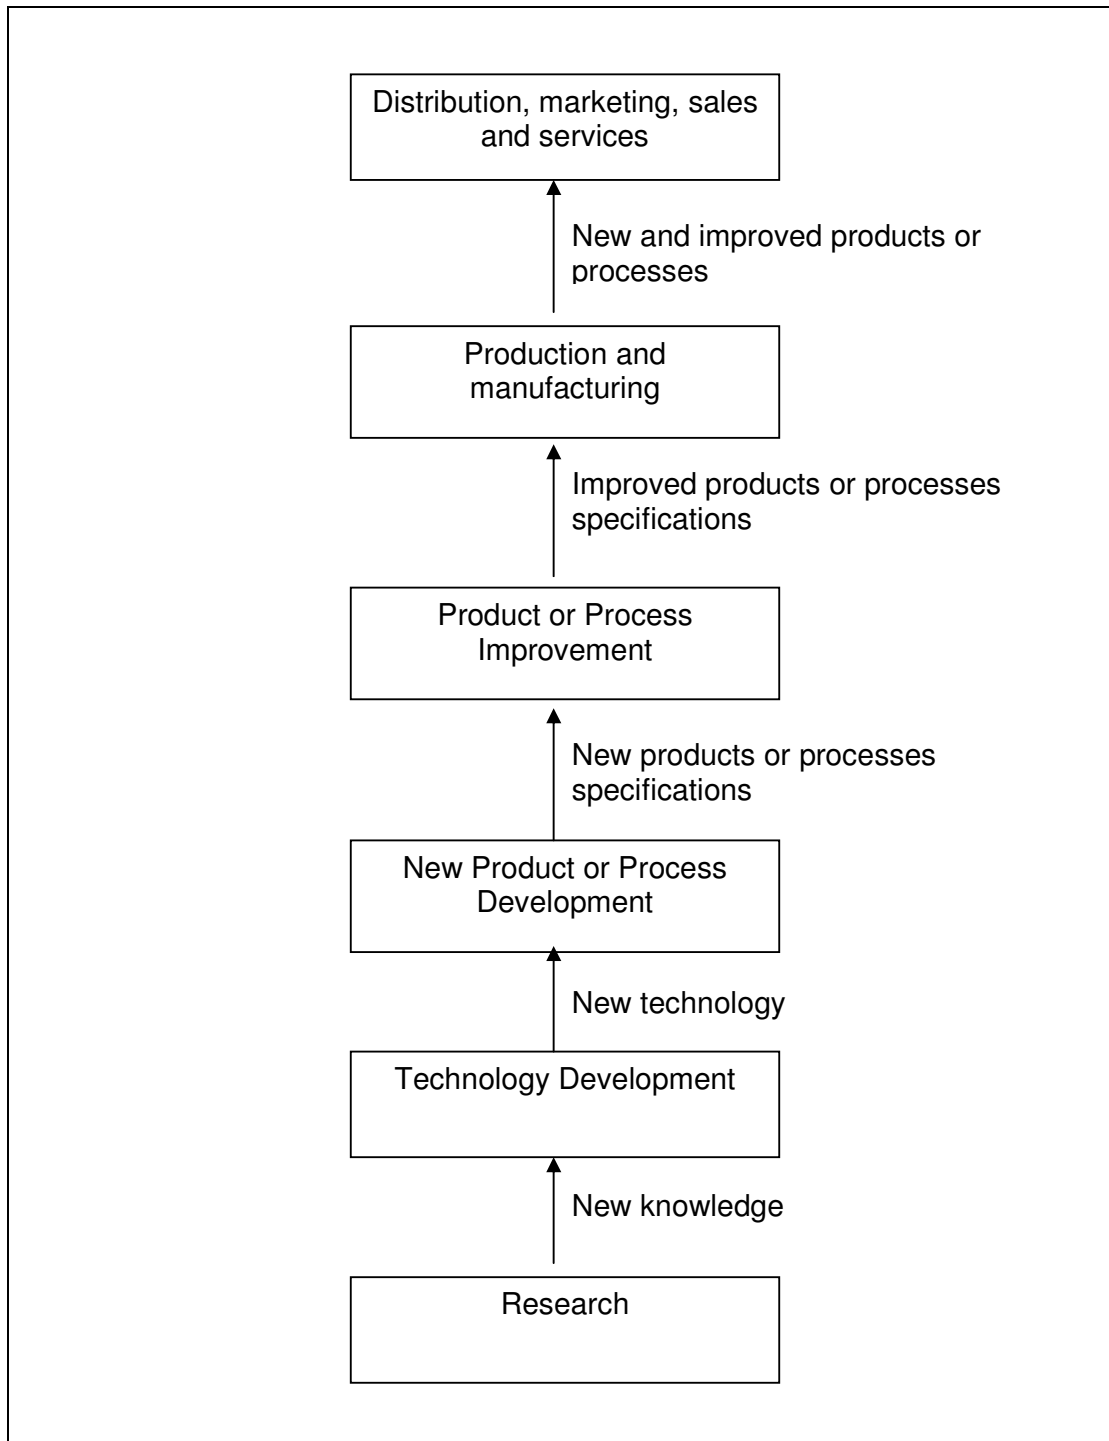 Distribution, marketing, sales
and services
New and improved products or
processes
Production and
manufacturing
Improved products or processes
specifications
Product or Process
Improvement
New products or processes
specifications
New Product or Process
Development
New technology
Technology Development
New knowledge
Research